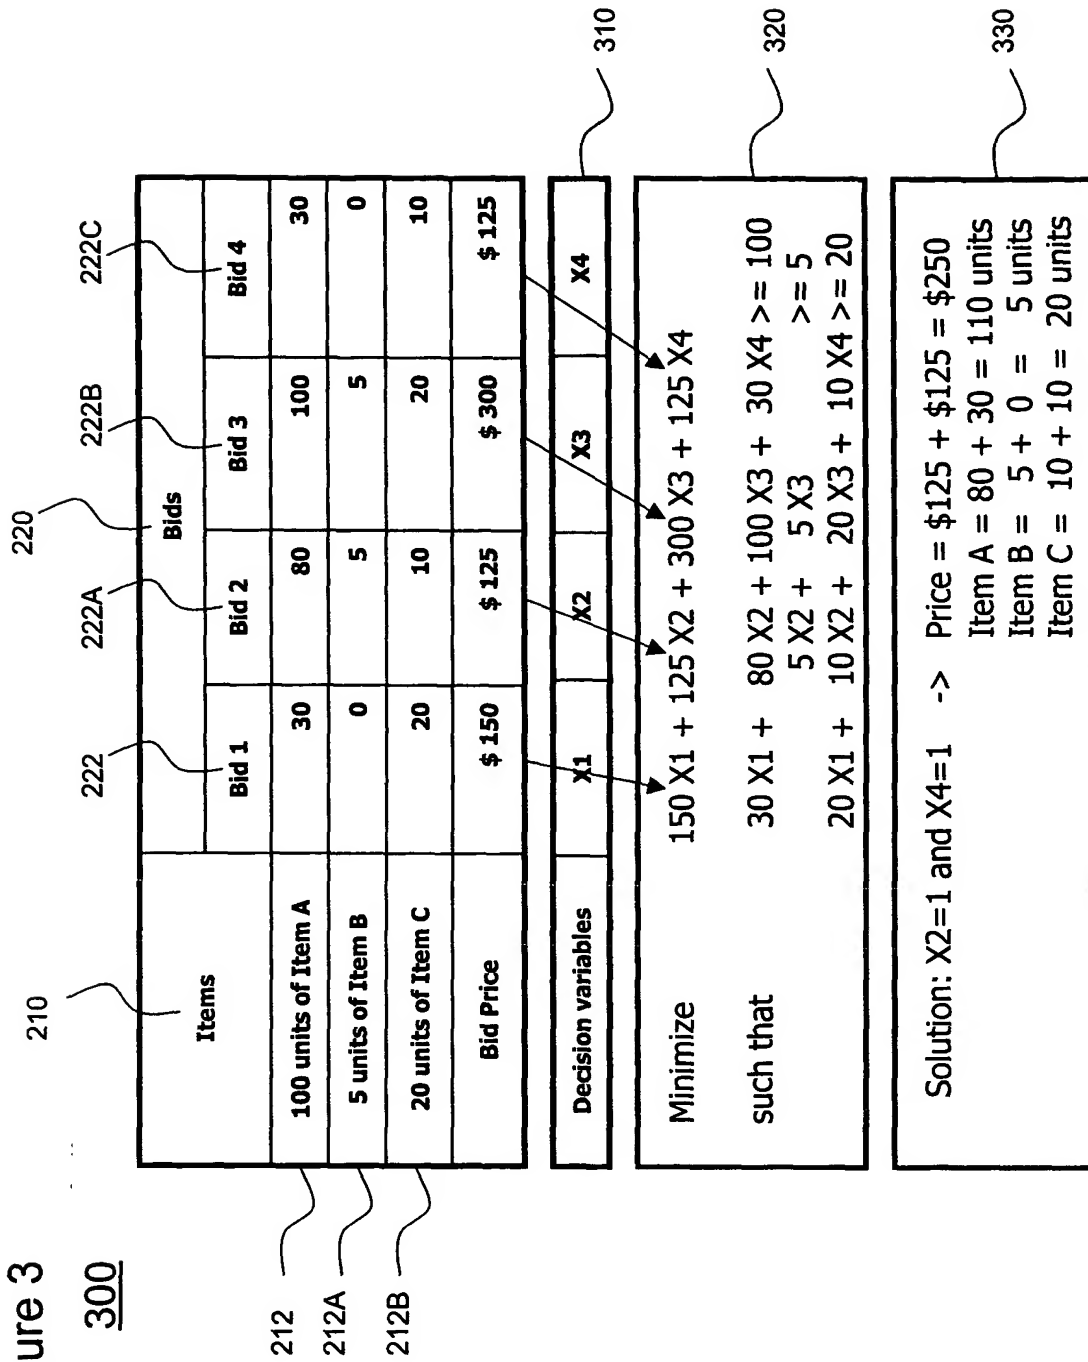 ure 3
300
210
220
222
222A
222B
222C
Items
Bids
Bid 1
Bid 2
Bid 3
Bid 4
212
100 units of Item A
30
80
100
30
212A
5 units of Item B
0
5
5
0
212B
20 units of Item C
20
10
20
10
Bid Price
$ 150
$ 125
$ 300
$ 125
Decision variables
X1
X2
X3
X4
310
Minimize
150 X1 + 125 X2 + 300 X3 + 125 X4
such that
30 X1 + 80 X2 + 100 X3 + 30 X4 >= 100
5 X2 + 5 X3 >= 5
20 X1 + 10 X2 + 20 X3 + 10 X4 >= 20
320
Solution: X2=1 and X4=1 -> Price = $125 + $125 = $250
Item A = 80 + 30 = 110 units
Item B = 5 + 0 = 5 units
Item C = 10 + 10 = 20 units
330